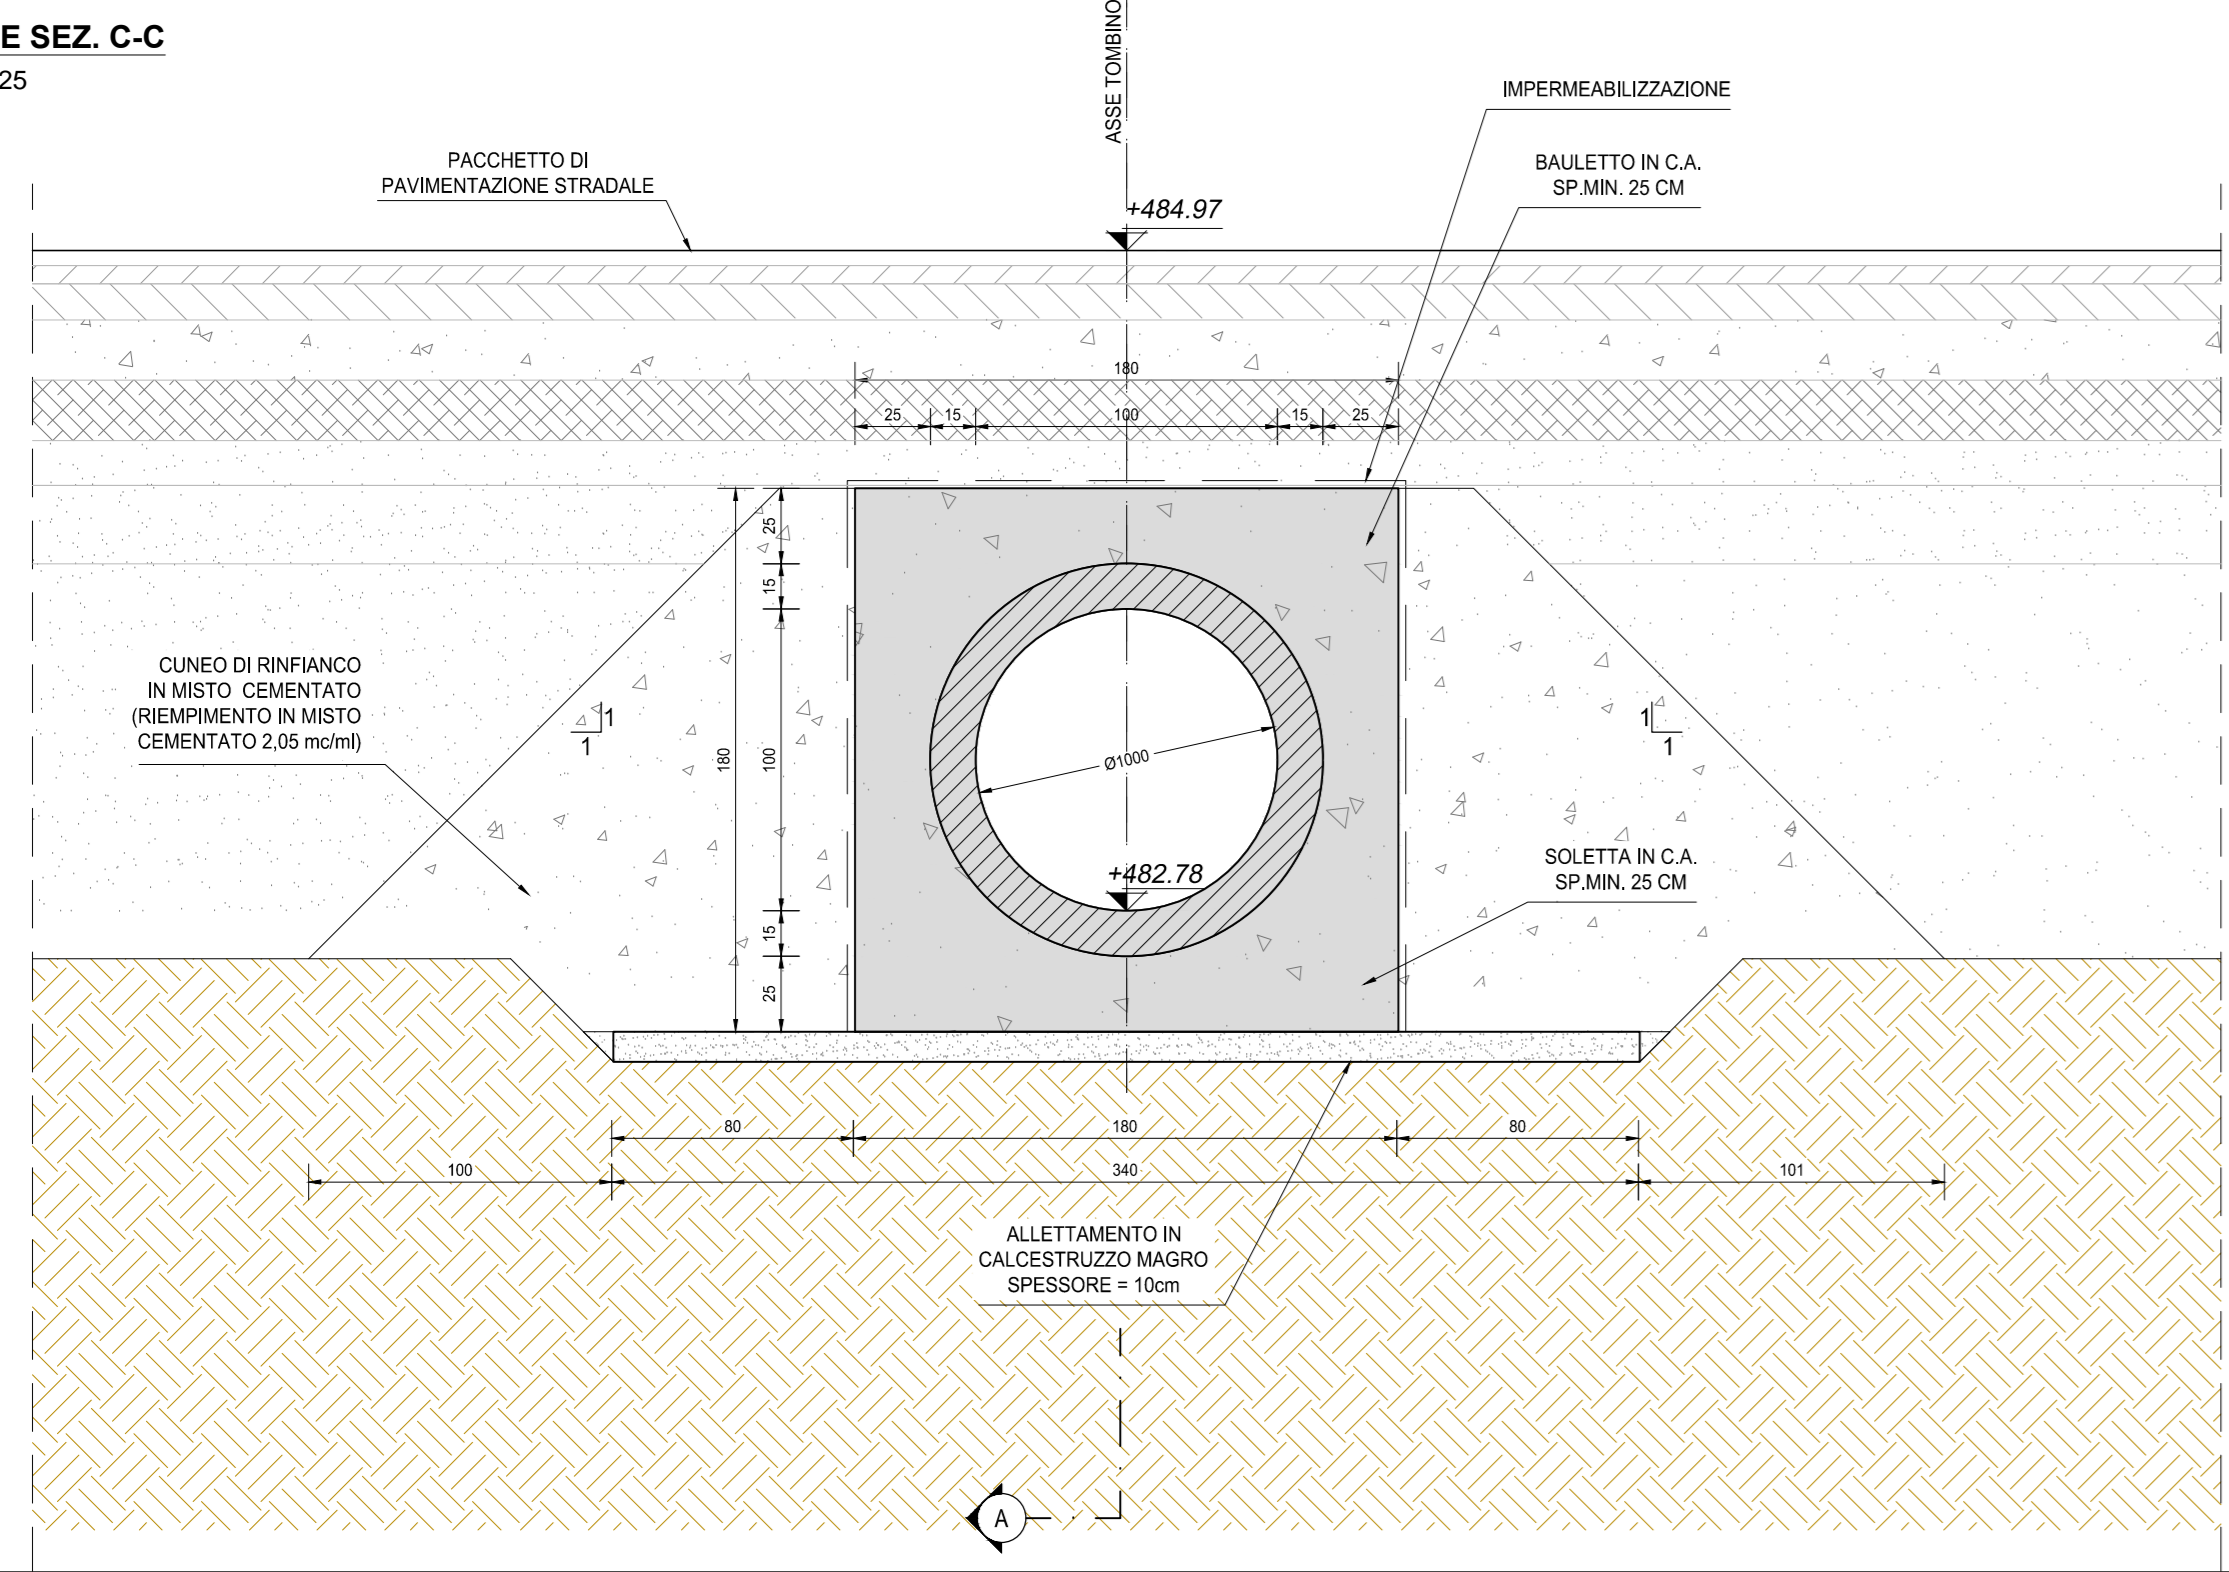 E SEZ. C-C
25
ASSE TOMBINO
IMPERMEABILIZZAZIONE
BAULETTO IN C.A.
SP.MIN. 25 CM
PACCHETTO DI
PAVIMENTAZIONE STRADALE
+484.97
180
25 15 100 15 25
25
15
100
15
25
180
CUNEO DI RINFIANCO
IN MISTO CEMENTATO
(RIEMPIMENTO IN MISTO
CEMENTATO 2,05 mc/ml)
1
1
1
1
Ø1000
+482.78
SOLETTA IN C.A.
SP.MIN. 25 CM
80 180 80
100 340 101
ALLETTAMENTO IN
CALCESTRUZZO MAGRO
SPESSORE = 10cm
A